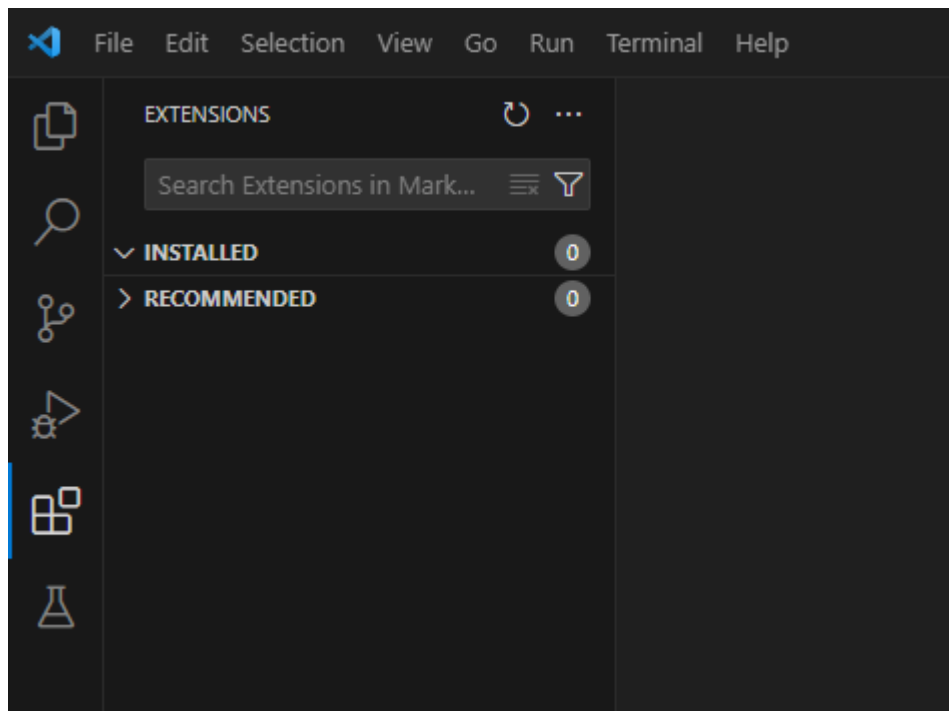 File Edit Selection View Go Run Terminal Help
EXTENSIONS
Search Extensions in Mark...
INSTALLED 0
RECOMMENDED 0